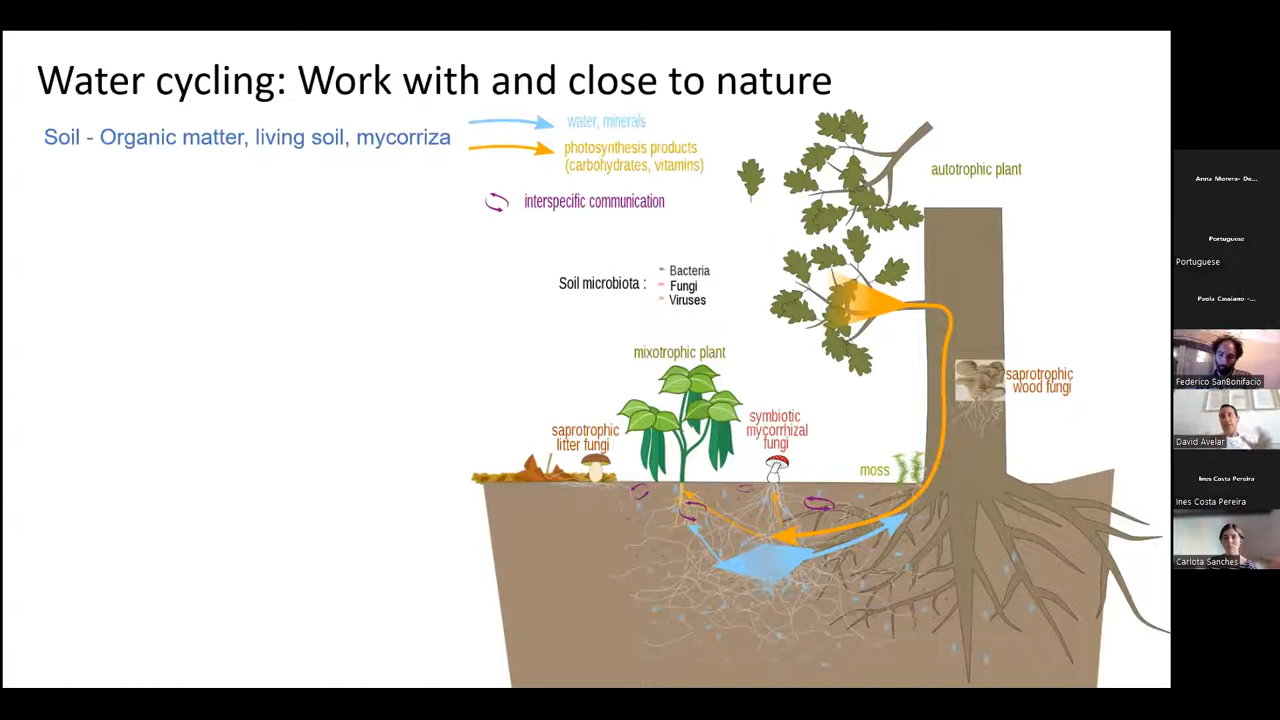 Water cycling: Work with and close to nature
Soil - Organic matter, living soil, mycorriza
water, minerals
photosynthesis products
(carbohydrates, vitamins)
interspecific communication
autotrophic plant
Soil microbiota :
Bacteria
Fungi
Viruses
mixotrophic plant
saprotrophic
wood fungi
symbiotic
mycorrhizal
fungi
saprotrophic
litter fungi
moss
Anna Morera- De...
Portuguese
Portuguese
Paola Cassiano -...
Federico SanBonifacio
David Avelar
Ines Costa Pereira
Ines Costa Pereira
Carlota Sanches